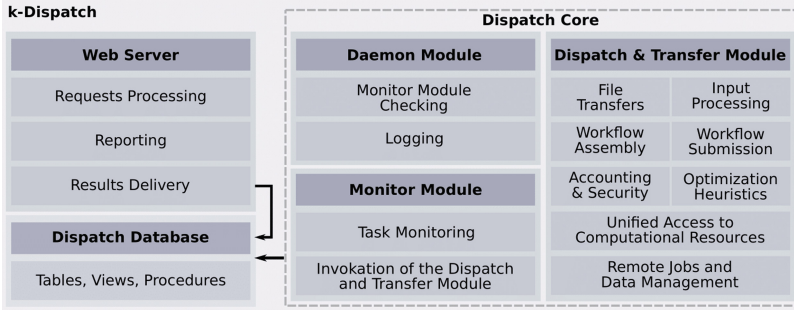 k-Dispatch
Web Server
Requests Processing
Reporting
Results Delivery
Dispatch Database
Tables, Views, Procedures
Dispatch Core
Daemon Module
Monitor Module
Checking
Logging
Monitor Module
Task Monitoring
Invokation of the Dispatch
and Transfer Module
Dispatch & Transfer Module
File
Transfers
Input
Processing
Workflow
Assembly
Workflow
Submission
Accounting
& Security
Optimization
Heuristics
Unified Access to
Computational Resources
Remote Jobs and
Data Management